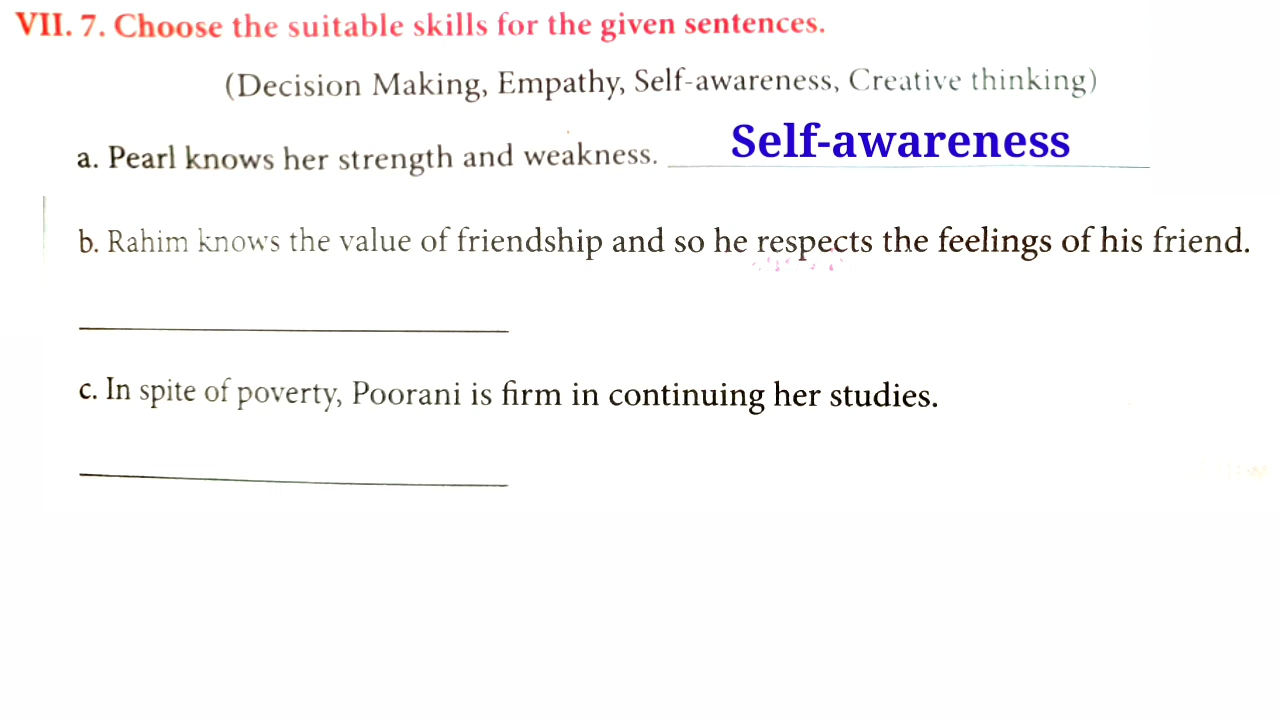 VII. 7. Choose the suitable skills for the given sentences.
(Decision Making, Empathy, Self-awareness, Creative thinking)
a. Pearl knows her strength and weakness. Self-awareness
b. Rahim knows the value of friendship and so he respects the feelings of his friend.
c. In spite of poverty, Poorani is firm in continuing her studies.